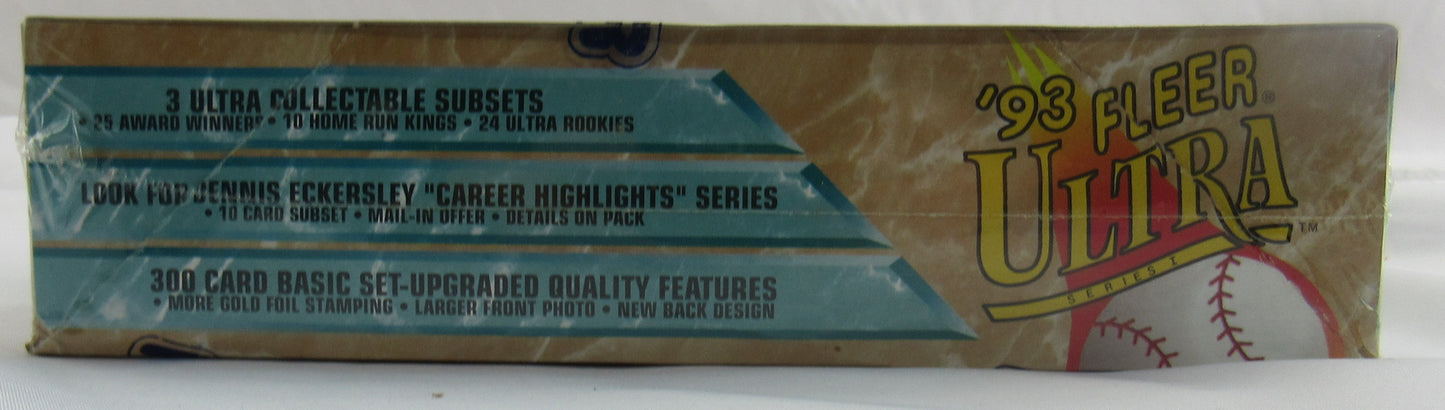 3 ULTRA COLLECTABLE SUBSETS
• 25 AWARD WINNERS • 10 HOME RUN KINGS • 24 ULTRA ROOKIES
LOOK FOR DENNIS ECKERSLEY "CAREER HIGHLIGHTS" SERIES
• 10 CARD SUBSET • MAIL-IN OFFER • DETAILS ON PACK
300 CARD BASIC SET-UPGRADED QUALITY FEATURES
• MORE GOLD FOIL STAMPING • LARGER FRONT PHOTO • NEW BACK DESIGN
'93 FLEER®
ULTRA™
SERIES I